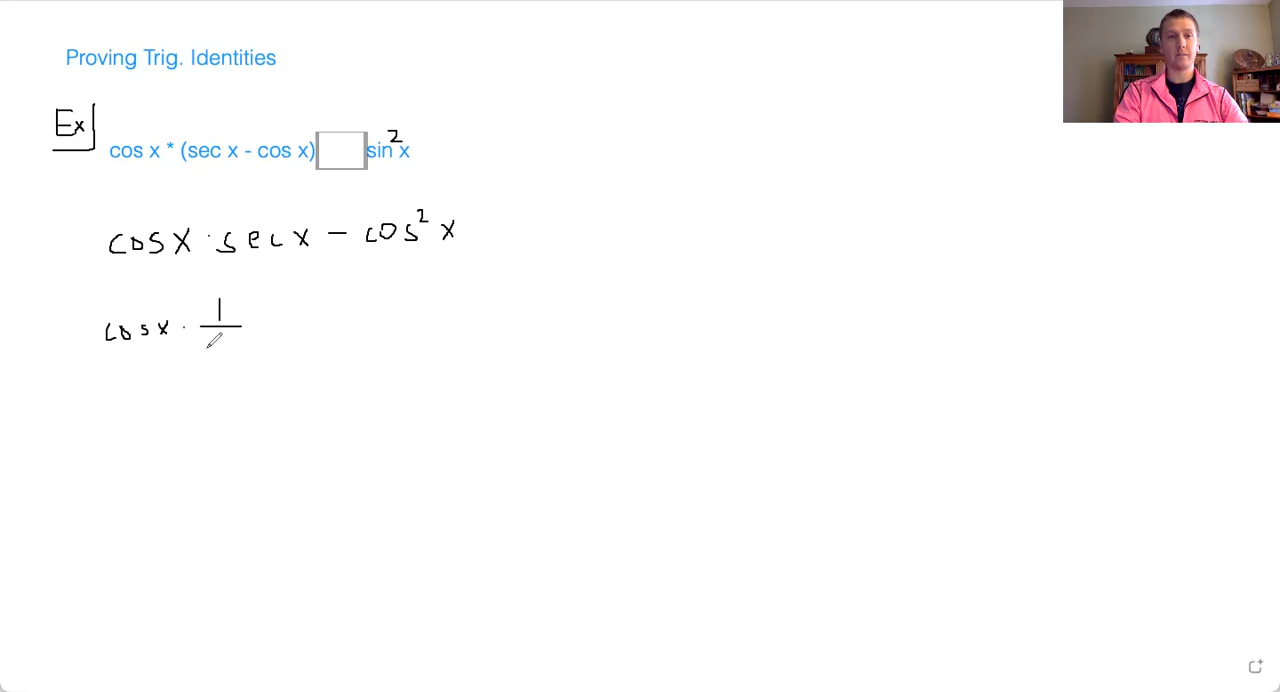 Proving Trig. Identities
Ex
cos x * (sec x - cos x) sin²x
cos x · sec x - cos² x
cos x · 1/